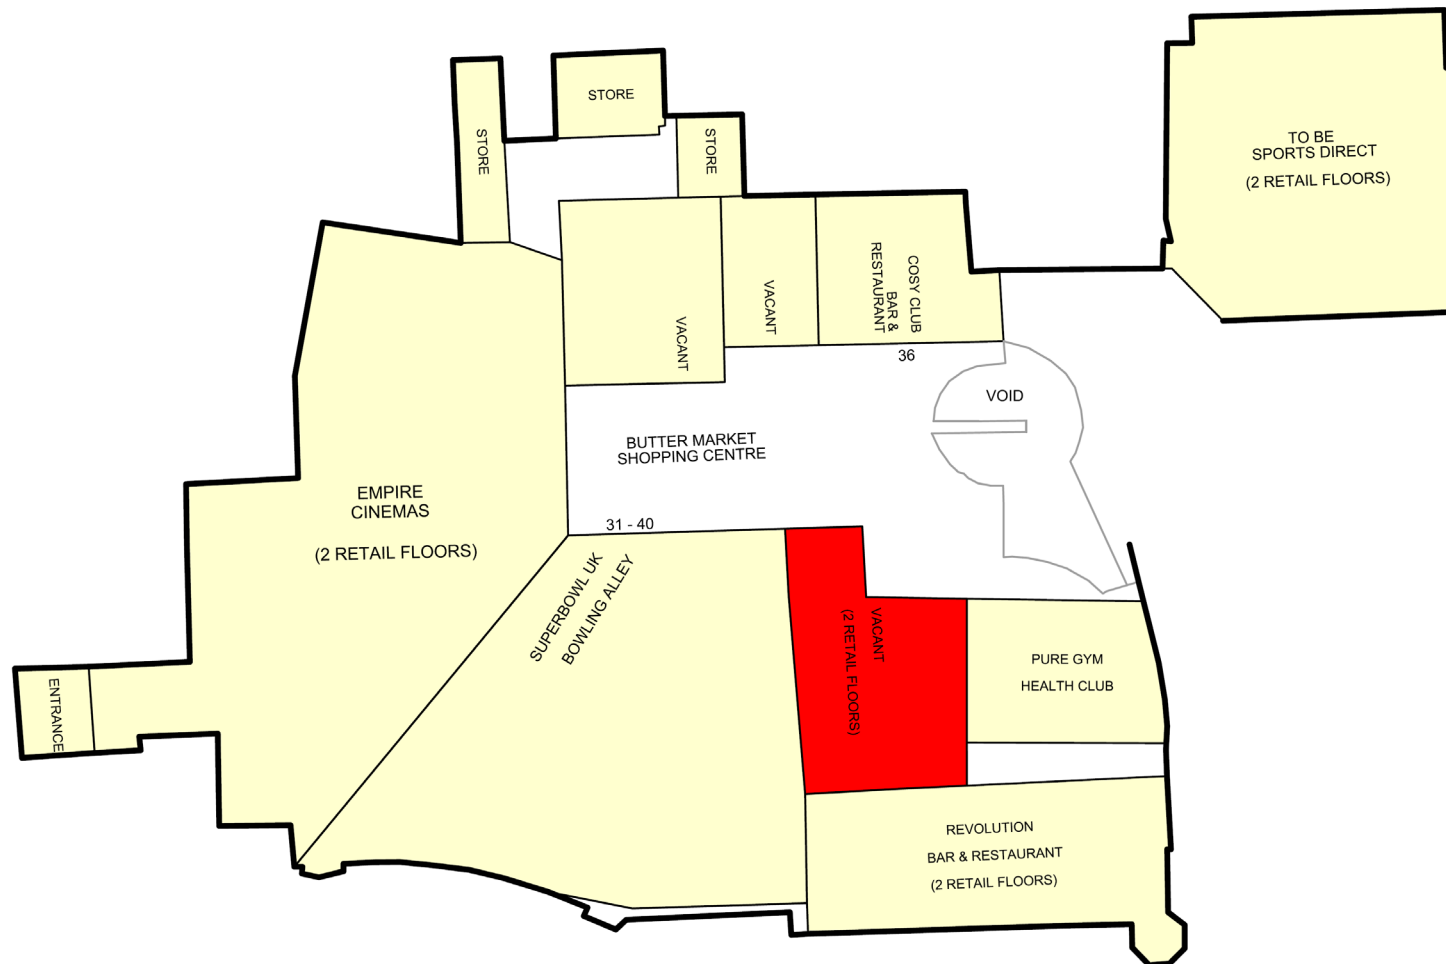 STORE
STORE
STORE
TO BE
SPORTS DIRECT
(2 RETAIL FLOORS)
VACANT
VACANT
COSY CLUB
BAR &
RESTAURANT
36
VOID
BUTTER MARKET
SHOPPING CENTRE
EMPIRE
CINEMAS
(2 RETAIL FLOORS)
31 - 40
SUPERBOWL UK
BOWLING ALLEY
VACANT
(2 RETAIL FLOORS)
PURE GYM
HEALTH CLUB
ENTRANCE
REVOLUTION
BAR & RESTAURANT
(2 RETAIL FLOORS)